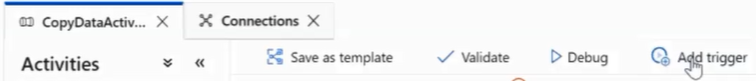 CopyDataActiv... Connections
Activities Save as template Validate Debug Add trigger